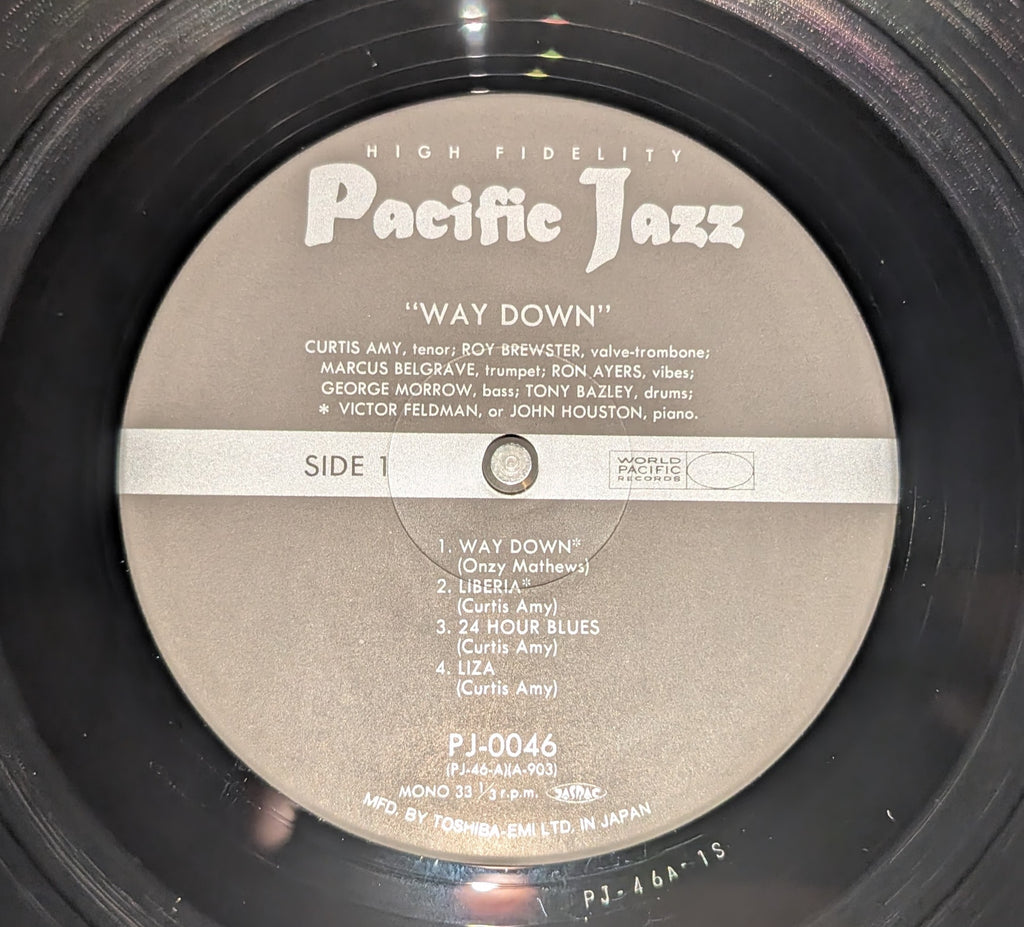 HIGH FIDELITY
Pacific Jazz
"WAY DOWN"
CURTIS AMY, tenor; ROY BREWSTER, valve-trombone;
MARCUS BELGRAVE, trumpet; RON AYERS, vibes;
GEORGE MORROW, bass; TONY BAZLEY, drums;
* VICTOR FELDMAN, or JOHN HOUSTON, piano.
SIDE 1
WORLD
PACIFIC
RECORDS
1. WAY DOWN*
(Onzy Mathews)
2. LIBERIA*
(Curtis Amy)
3. 24 HOUR BLUES
(Curtis Amy)
4. LIZA
(Curtis Amy)
PJ-0046
(PJ-46-A)(A-903)
MONO 33 1/3 r.p.m. JASRAC
MFD. BY TOSHIBA-EMI LTD. IN JAPAN
PJ-46A-1S